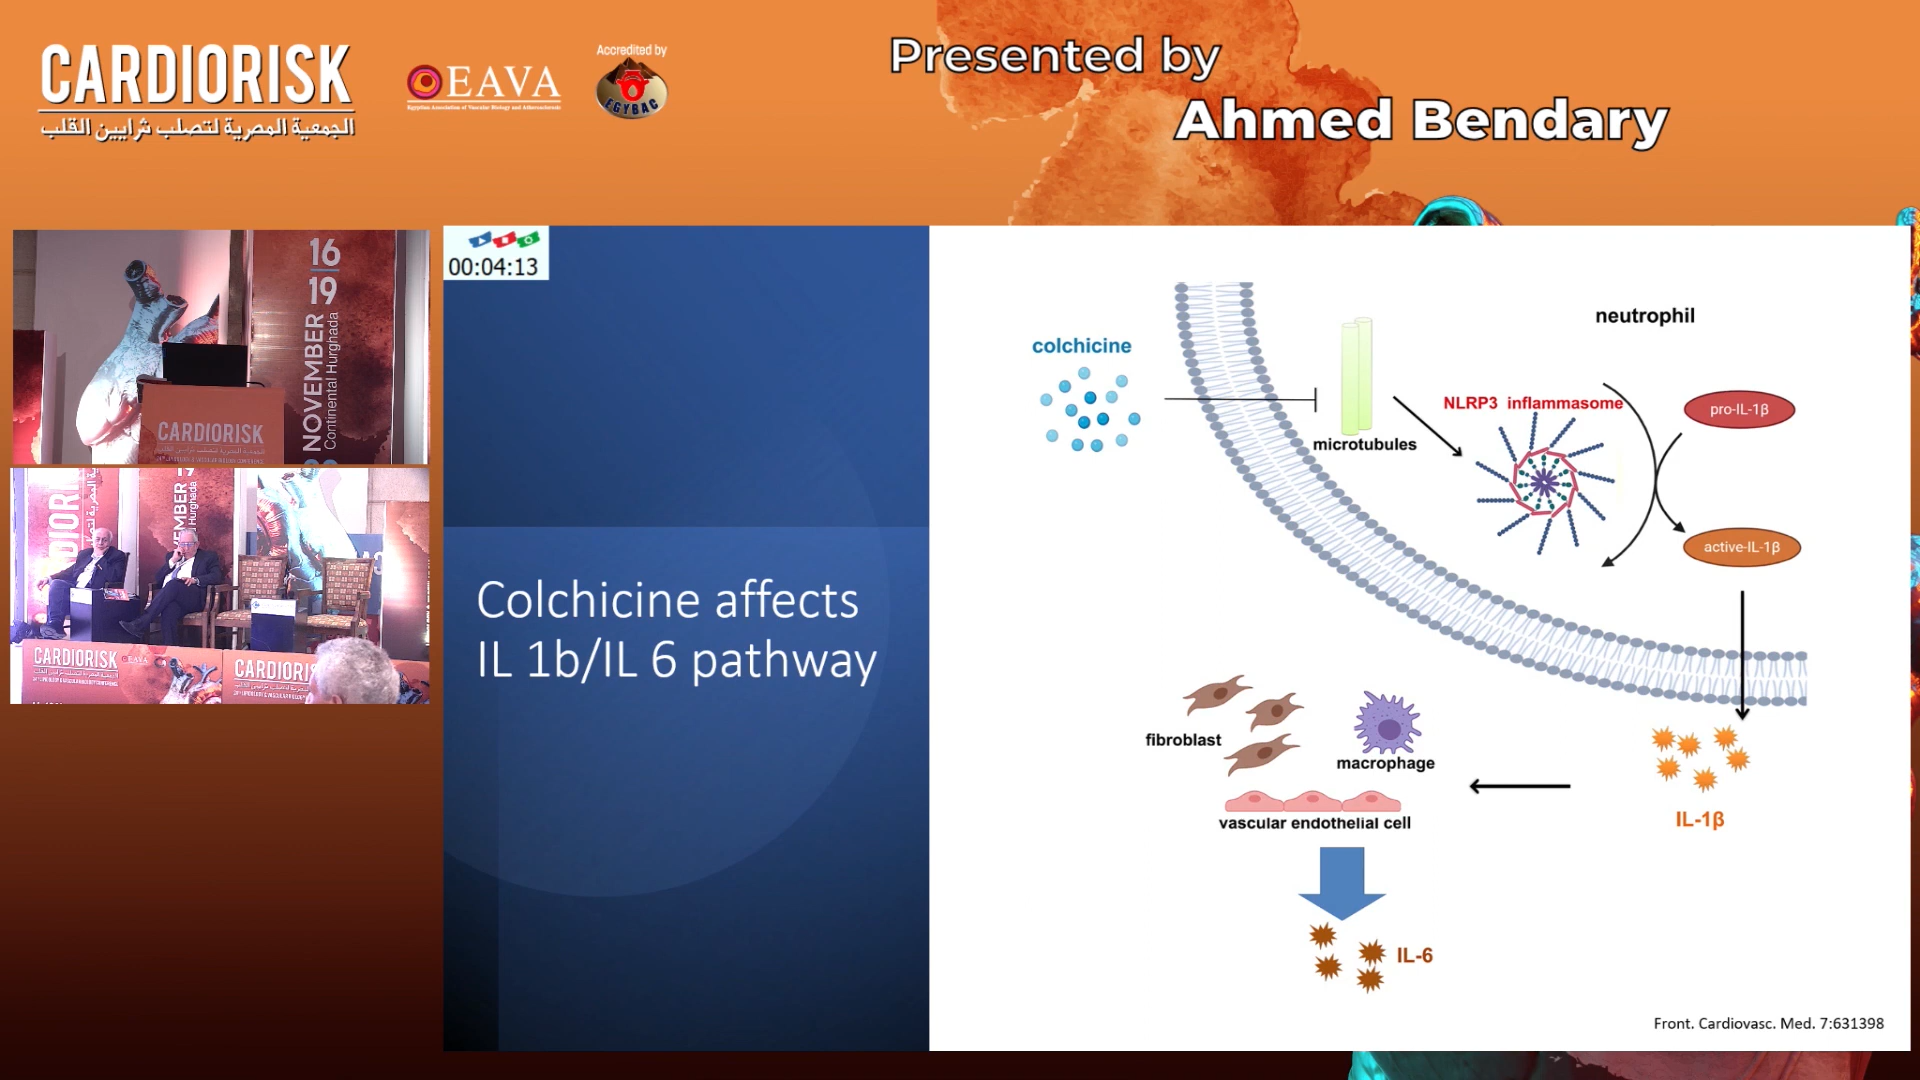 CARDIORISK
الجمعية المصرية لتصلب شرايين القلب
EAVA
Egyptian Association of Vascular Biology and Atherosclerosis
Accredited by
EGYBAC
Presented by
Ahmed Bendary
16
19
NOVEMBER
Continental Hurghada
CARDIORISK
CARDIORISK
EAVA
00:04:13
Colchicine affects
IL 1b/IL 6 pathway
colchicine
neutrophil
microtubules
NLRP3 inflammasome
pro-IL-1β
active-IL-1β
fibroblast
macrophage
vascular endothelial cell
IL-1β
IL-6
Front. Cardiovasc. Med. 7:631398